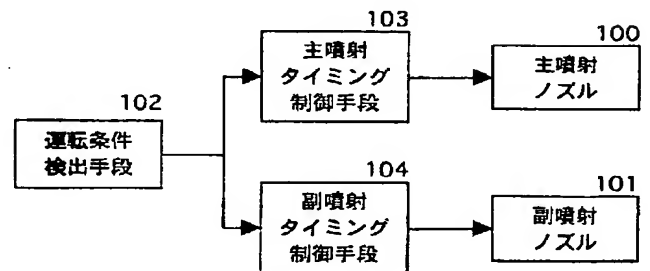 103
主噴射
タイミング
制御手段
100
主噴射
ノズル
102
運転条件
検出手段
104
副噴射
タイミング
制御手段
101
副噴射
ノズル